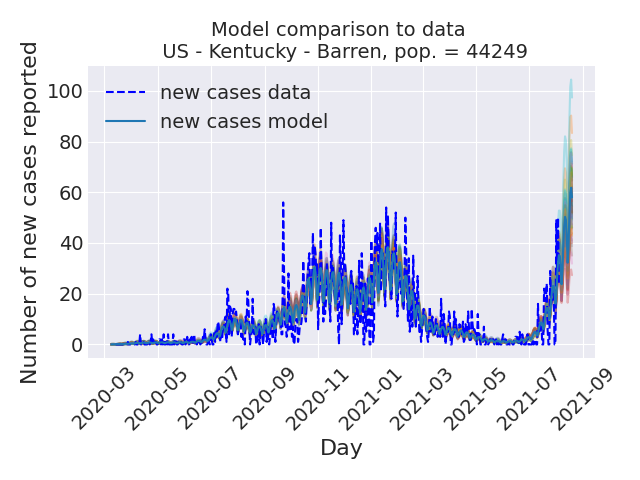 Model comparison to data
US - Kentucky - Barren, pop. = 44249
Number of new cases reported
100
80
60
40
20
0
new cases data
new cases model
2020-03
2020-05
2020-07
2020-09
2020-11
2021-01
2021-03
2021-05
2021-07
2021-09
Day